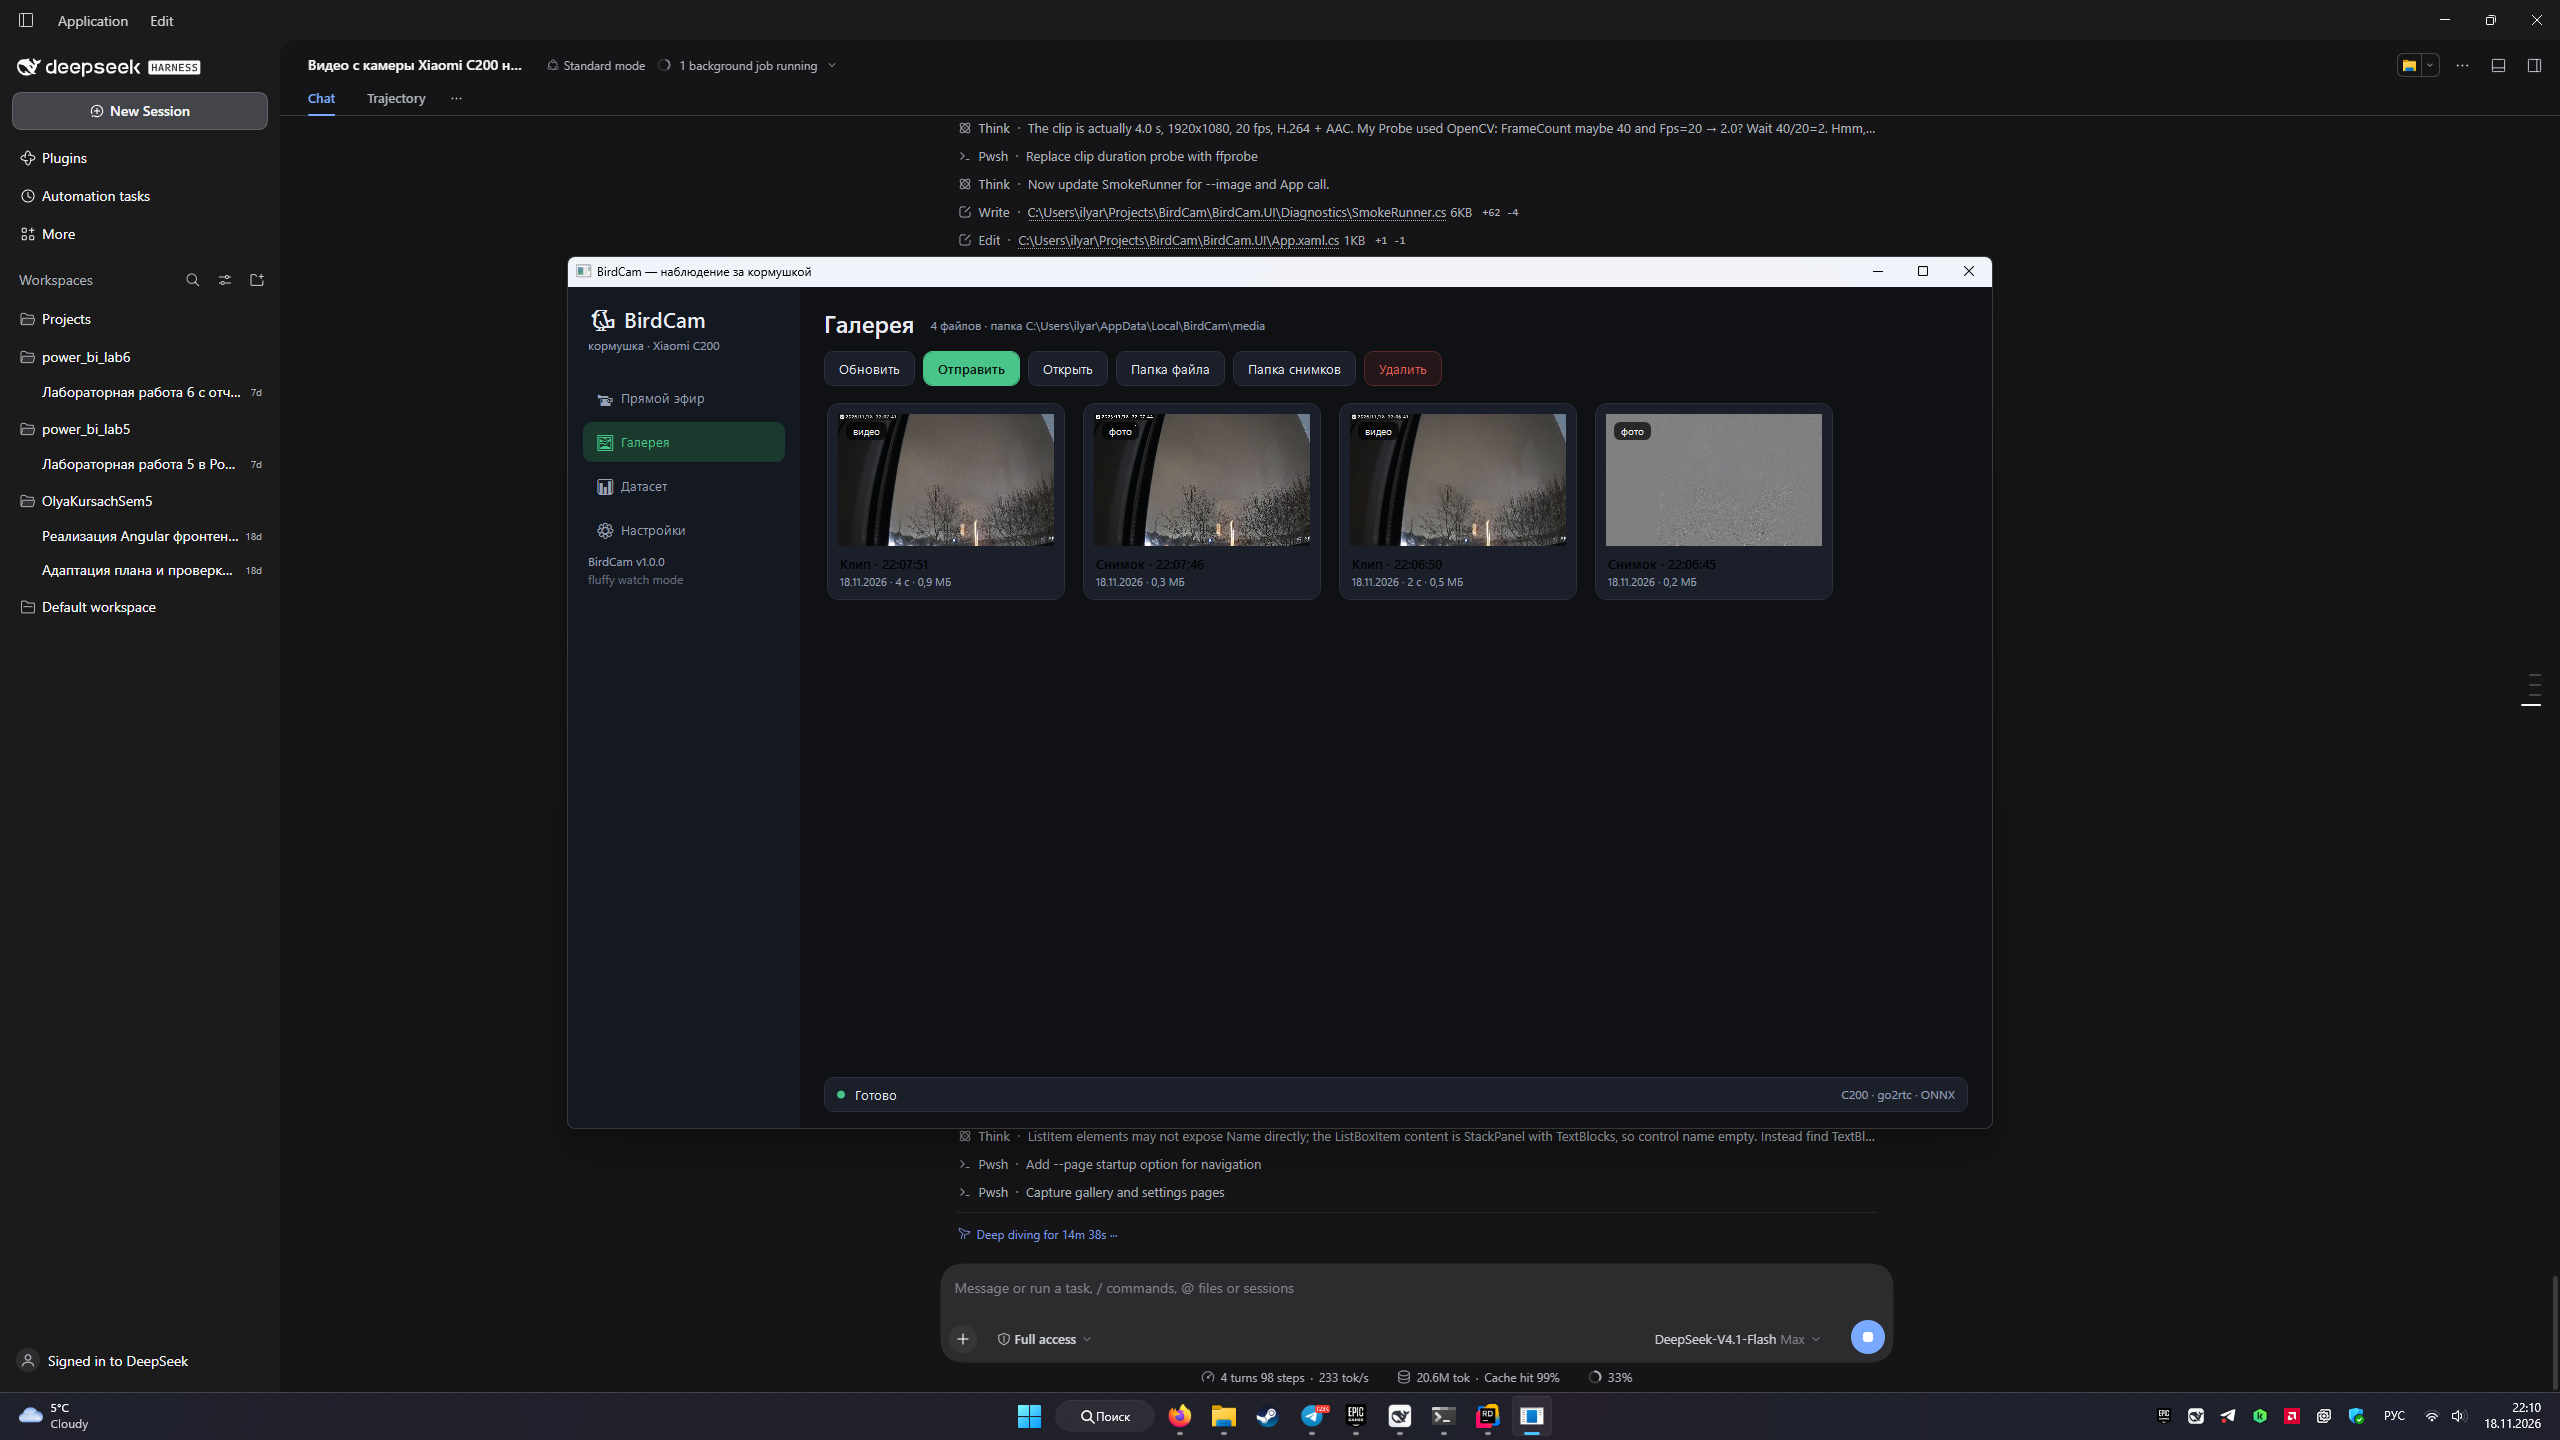 Application Edit
deepseek HARNESS
New Session
Plugins
Automation tasks
More
Workspaces
Projects
power_bi_lab6
Лабораторная работа 6 с отч... 7d
power_bi_lab5
Лабораторная работа 5 в Po... 7d
OlyaKursachSem5
Реализация Angular фронтен... 18d
Адаптация плана и проверк... 18d
Default workspace
Signed in to DeepSeek
Видео с камеры Xiaomi C200 н... Standard mode 1 background job running
Chat Trajectory ...
Think · The clip is actually 4.0 s, 1920x1080, 20 fps, H.264 + AAC. My Probe used OpenCV: FrameCount maybe 40 and Fps=20 → 2.0? Wait 40/20=2. Hmm,...
Pwsh · Replace clip duration probe with ffprobe
Think · Now update SmokeRunner for --image and App call.
Write · C:\Users\ilyar\Projects\BirdCam\BirdCam.UI\Diagnostics\SmokeRunner.cs 6KB +62 -4
Edit · C:\Users\ilyar\Projects\BirdCam\BirdCam.UI\App.xaml.cs 1KB +1 -1
BirdCam — наблюдение за кормушкой
BirdCam
кормушка · Xiaomi C200
Прямой эфир
Галерея
Датасет
Настройки
BirdCam v1.0.0
fluffy watch mode
Галерея 4 файлов · папка C:\Users\ilyar\AppData\Local\BirdCam\media
Обновить Отправить Открыть Папка файла Папка снимков Удалить
видео
Клип · 22:07:51
18.11.2026 · 4 с · 0,9 МБ
фото
Снимок · 22:07:46
18.11.2026 · 0,3 МБ
видео
Клип · 22:06:50
18.11.2026 · 2 с · 0,5 МБ
фото
Снимок · 22:06:45
18.11.2026 · 0,2 МБ
Готово C200 · go2rtc · ONNX
Think · ListItem elements may not expose Name directly; the ListBoxItem content is StackPanel with TextBlocks, so control name empty. Instead find TextBl...
Pwsh · Add --page startup option for navigation
Pwsh · Capture gallery and settings pages
Deep diving for 14m 38s ...
Message or run a task, / commands, @ files or sessions
Full access DeepSeek-V4.1-Flash Max
4 turns 98 steps · 233 tok/s 20.6M tok · Cache hit 99% 33%
5°C
Cloudy
Поиск
РУС
22:10
18.11.2026